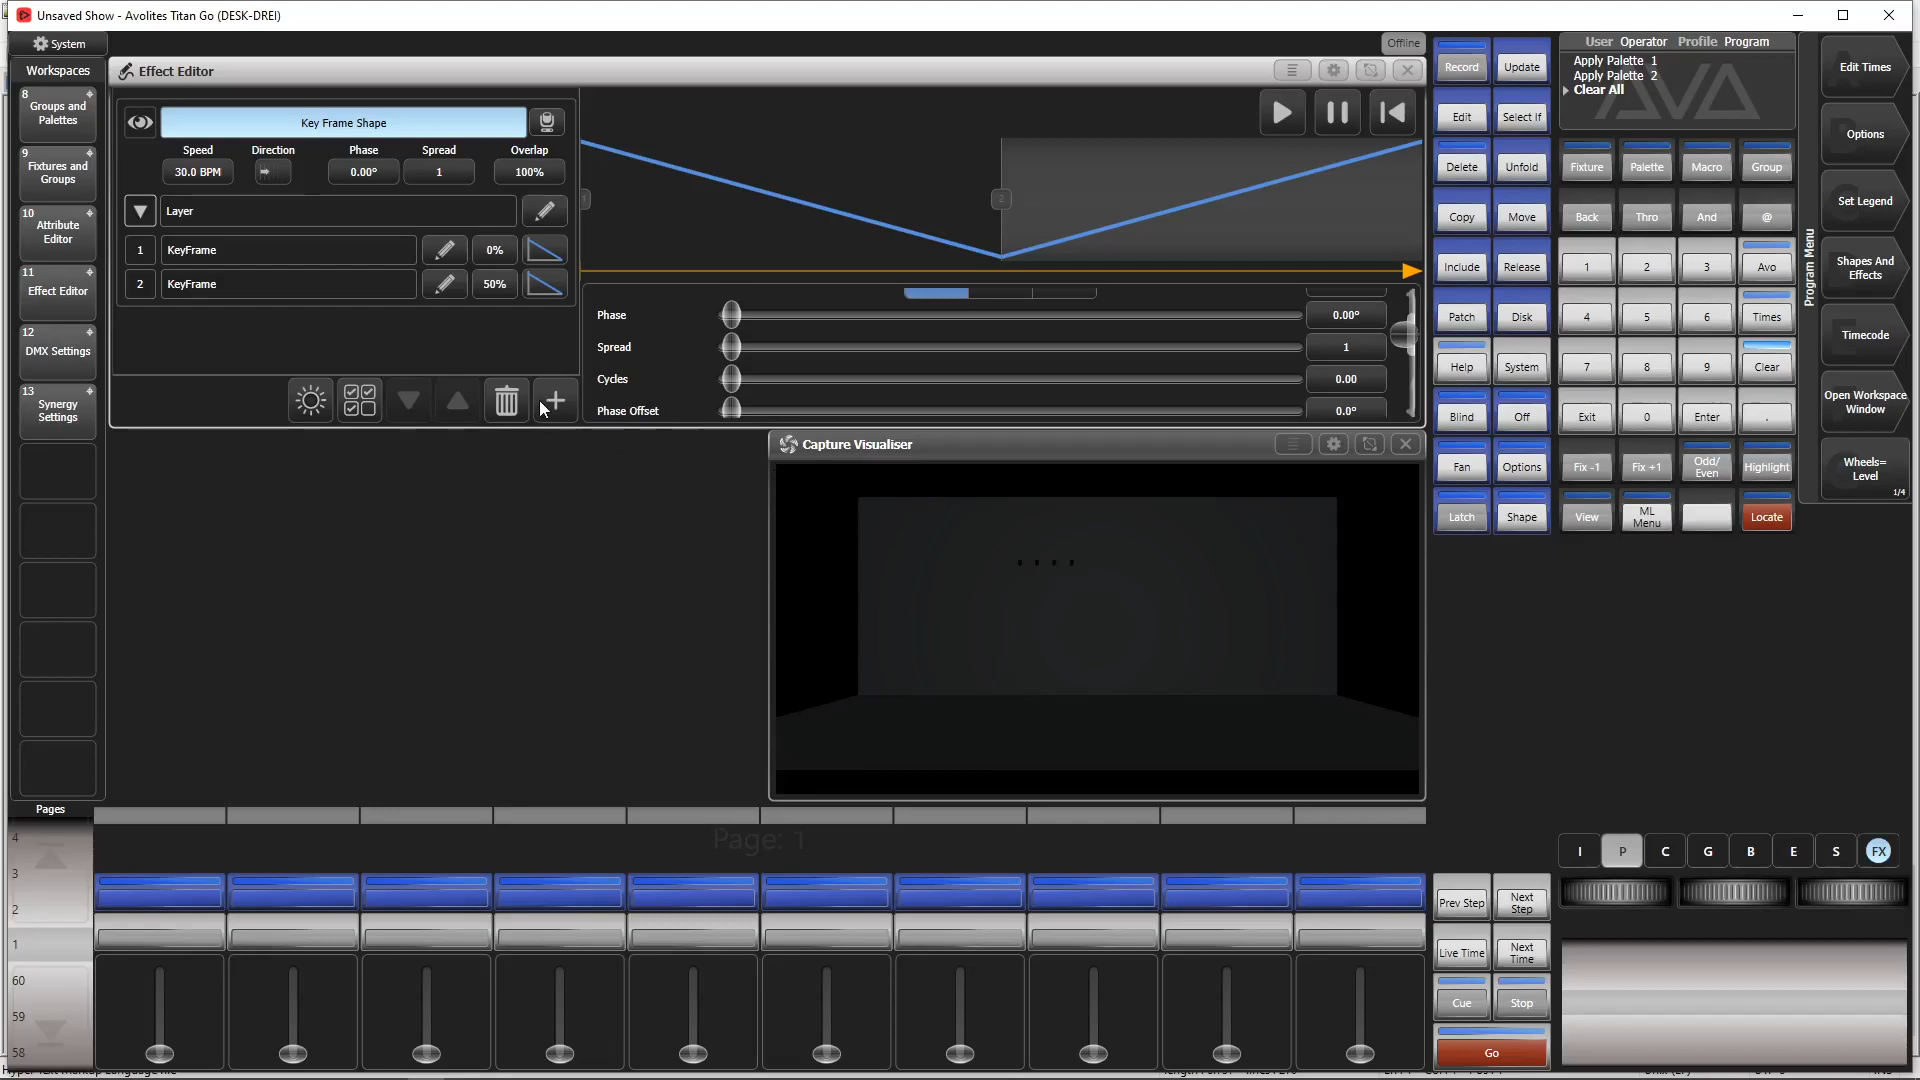 Unsaved Show - Avolites Titan Go (DESK-DREI)
System
Workspaces
8
Groups and
Palettes
9
Fixtures and
Groups
10
Attribute
Editor
11
Effect Editor
12
DMX Settings
13
Synergy
Settings
Offline
Effect Editor
Key Frame Shape
Speed
Direction
Phase
Spread
Overlap
30.0 BPM
0.00°
1
100%
Layer
1
KeyFrame
0%
2
KeyFrame
50%
1
2
Phase
0.00°
Spread
1
Cycles
0.00
Phase Offset
0.0°
Capture Visualiser
Record
Update
Edit
Select If
Delete
Unfold
Copy
Move
Include
Release
Patch
Disk
Help
System
Blind
Off
Fan
Options
Latch
Shape
User Operator Profile Program
Apply Palette 1
Apply Palette 2
Clear All
AVA
Fixture
Palette
Macro
Group
Back
Thro
And
@
1
2
3
Avo
4
5
6
Times
7
8
9
Clear
Exit
0
Enter
.
Fix -1
Fix +1
Odd/
Even
Highlight
View
ML
Menu
Locate
Program Menu
Edit Times
Options
Set Legend
Shapes And
Effects
Timecode
Open Workspace
Window
Wheels=
Level
1/4
Pages
4
3
2
1
60
59
58
Page: 1
I
P
C
G
B
E
S
FX
Prev Step
Next
Step
Live Time
Next
Time
Cue
Stop
Go